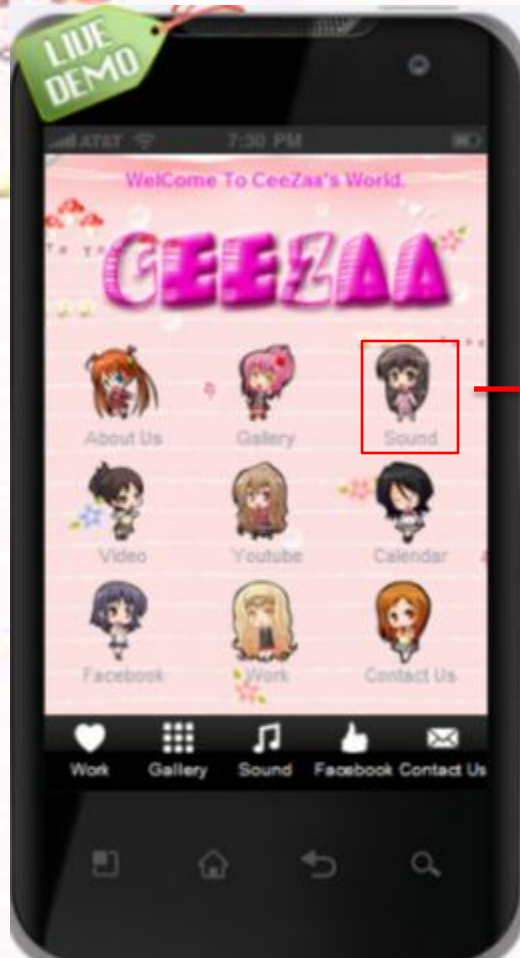 LIVE
DEMO
AT&T 7:30 PM
WelCome To CeeZaa's World.
CEEZAA
About Us Gallery Sound
Video Youtube Calendar
Facebook Work Contact Us
Work Gallery Sound Facebook Contact Us